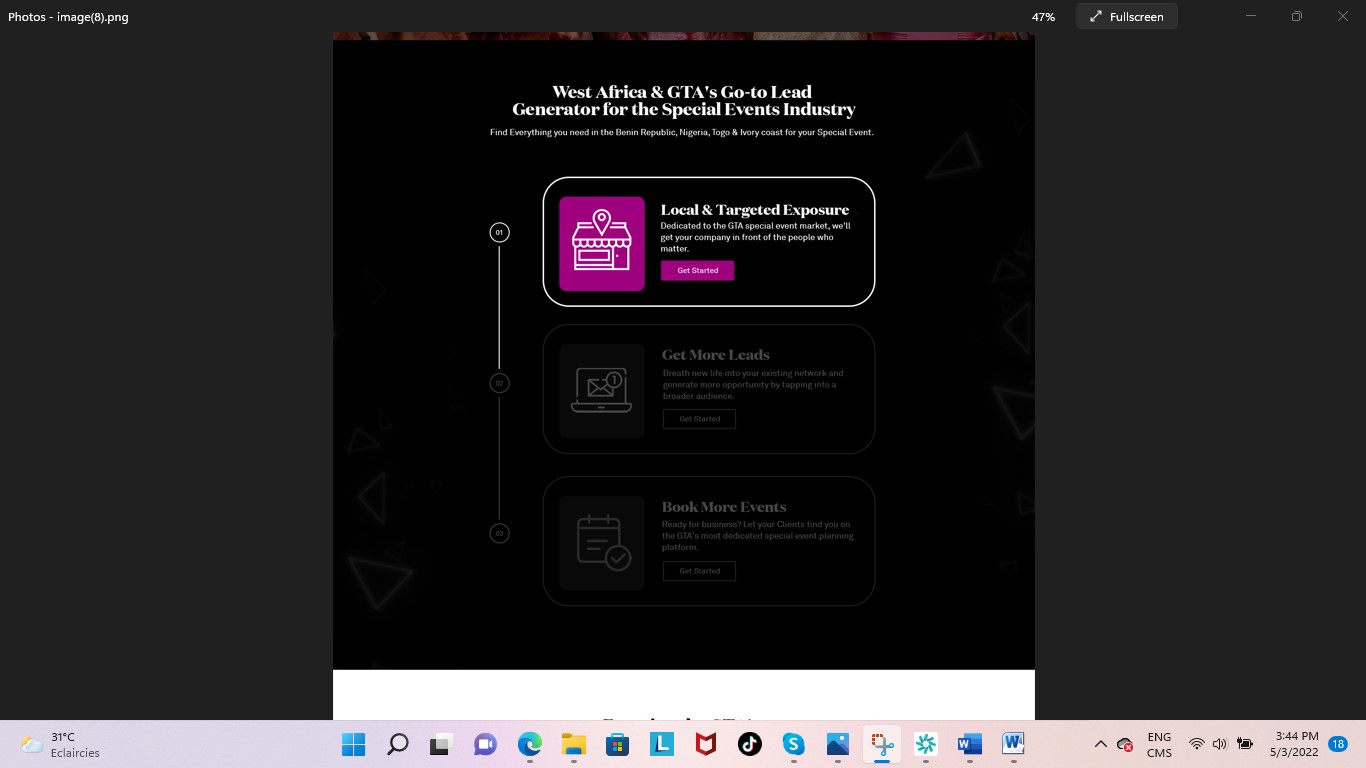 Photos - image(8).png
47%
Fullscreen
West Africa & GTA's Go-to Lead
Generator for the Special Events Industry
Find Everything you need in the Benin Republic, Nigeria, Togo & Ivory coast for your Special Event.
01
Local & Targeted Exposure
Dedicated to the GTA special event market, we'll
get your company in front of the people who
matter.
Get Started
02
1
Get More Leads
Breath new life into your existing network and
generate more opportunity by tapping into a
broader audience.
Get Started
03
Book More Events
Ready for business? Let your Clients find you on
the GTA's most dedicated special event planning
platform.
Get Started
31°C
Eclaircies
L
S
W
W
ENG
CMS
3:44 PM
5/3/2022
18